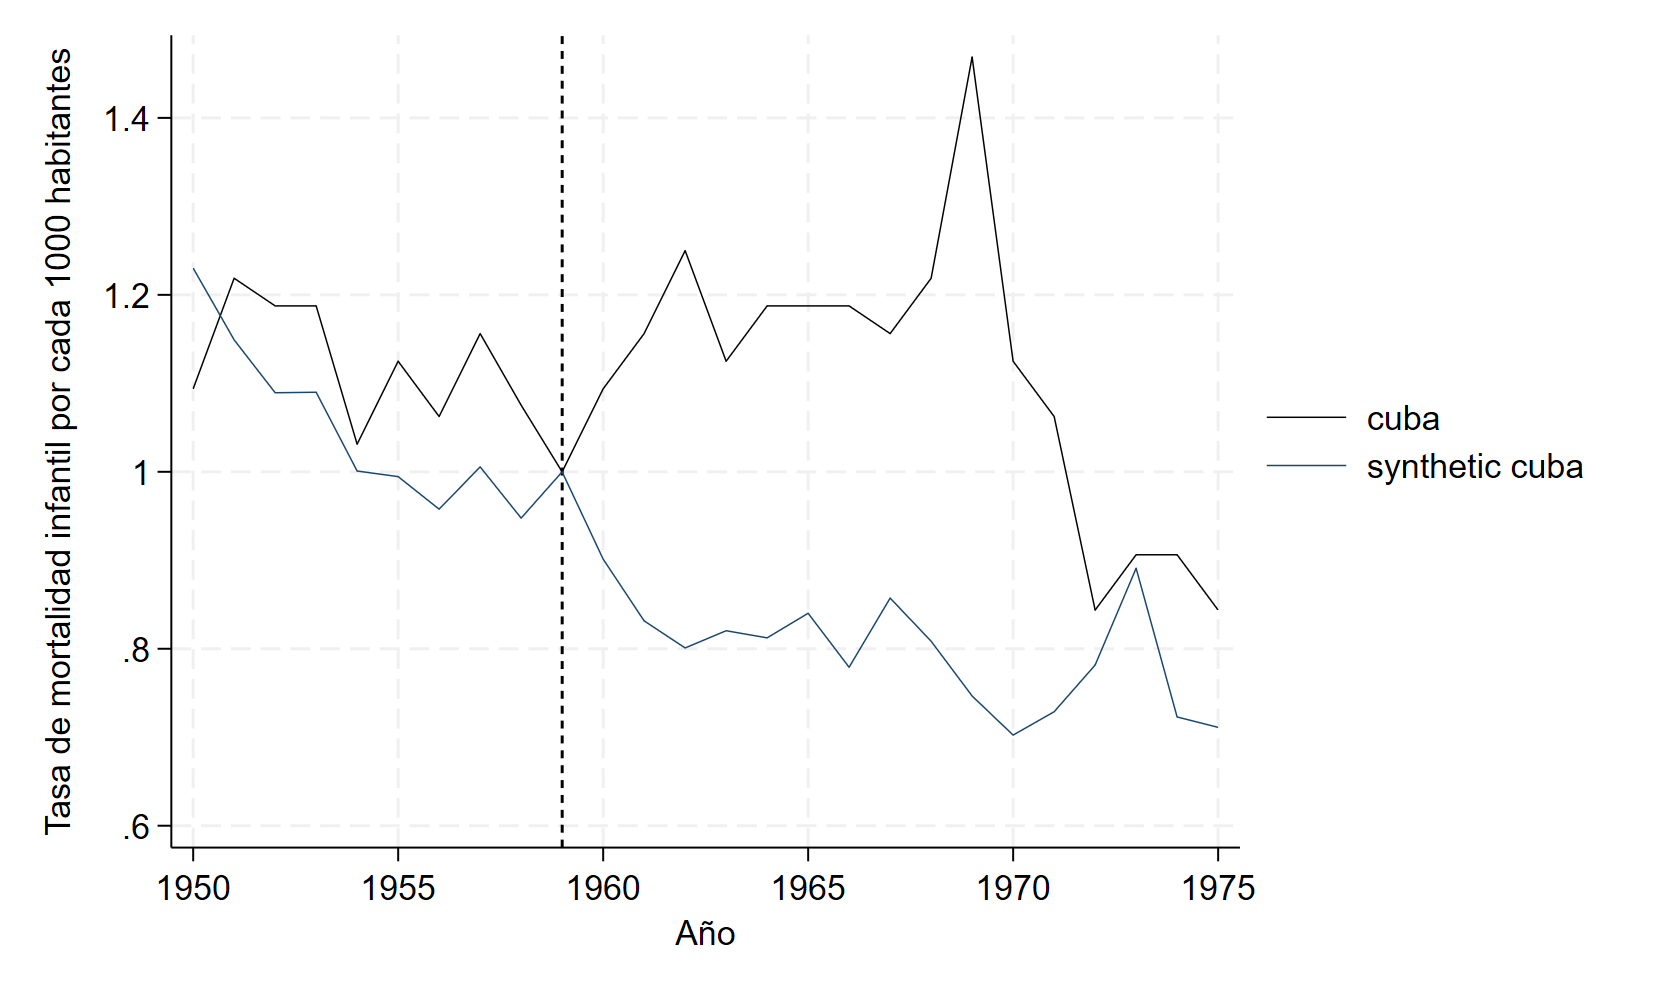 Tasa de mortalidad infantil por cada 1000 habitantes
1.4
1.2
1
.8
.6
1950 1955 1960 1965 1970 1975
Año
cuba
synthetic cuba